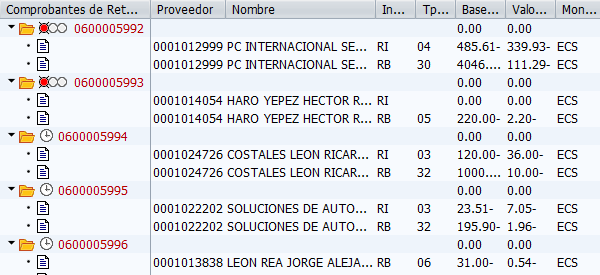 Comprobantes de Ret... Proveedor Nombre In... Tp... Base... Valo... Mon...
0600005992 0.00 0.00
0001012999 PC INTERNACIONAL SE... RI 04 485.61- 339.93- ECS
0001012999 PC INTERNACIONAL SE... RB 30 4046.... 111.29- ECS
0600005993 0.00 0.00
0001014054 HARO YEPEZ HECTOR R... RI 0.00 0.00 ECS
0001014054 HARO YEPEZ HECTOR R... RB 05 220.00- 2.20- ECS
0600005994 0.00 0.00
0001024726 COSTALES LEON RICAR... RI 03 120.00- 36.00- ECS
0001024726 COSTALES LEON RICAR... RB 32 1000.... 10.00- ECS
0600005995 0.00 0.00
0001022202 SOLUCIONES DE AUTO... RI 03 23.51- 7.05- ECS
0001022202 SOLUCIONES DE AUTO... RB 32 195.90- 1.96- ECS
0600005996 0.00 0.00
0001013838 LEON REA JORGE ALEJA... RB 06 31.00- 0.54- ECS